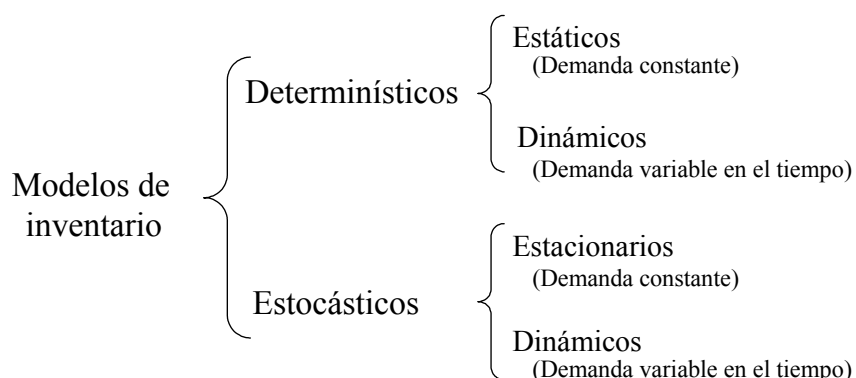 Modelos de
inventario
Determinísticos
Estáticos
(Demanda constante)
Dinámicos
(Demanda variable en el tiempo)
Estocásticos
Estacionarios
(Demanda constante)
Dinámicos
(Demanda variable en el tiempo)